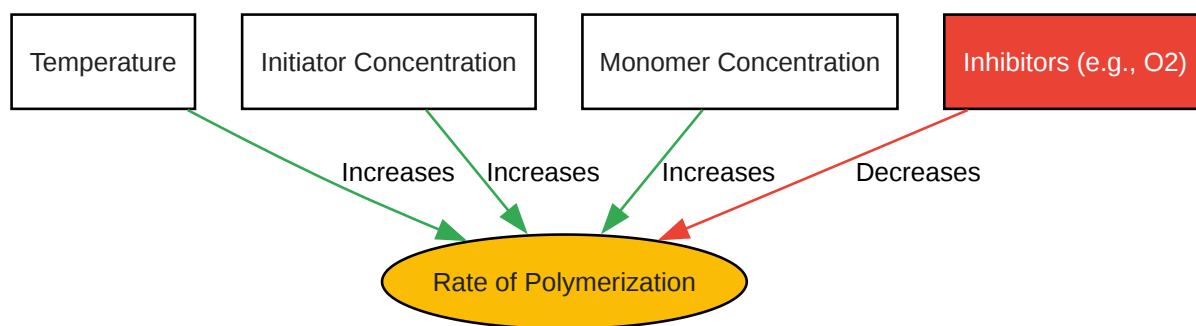 Temperature
Initiator Concentration
Monomer Concentration
Inhibitors (e.g., O2)
Increases
Increases
Increases
Decreases
Rate of Polymerization